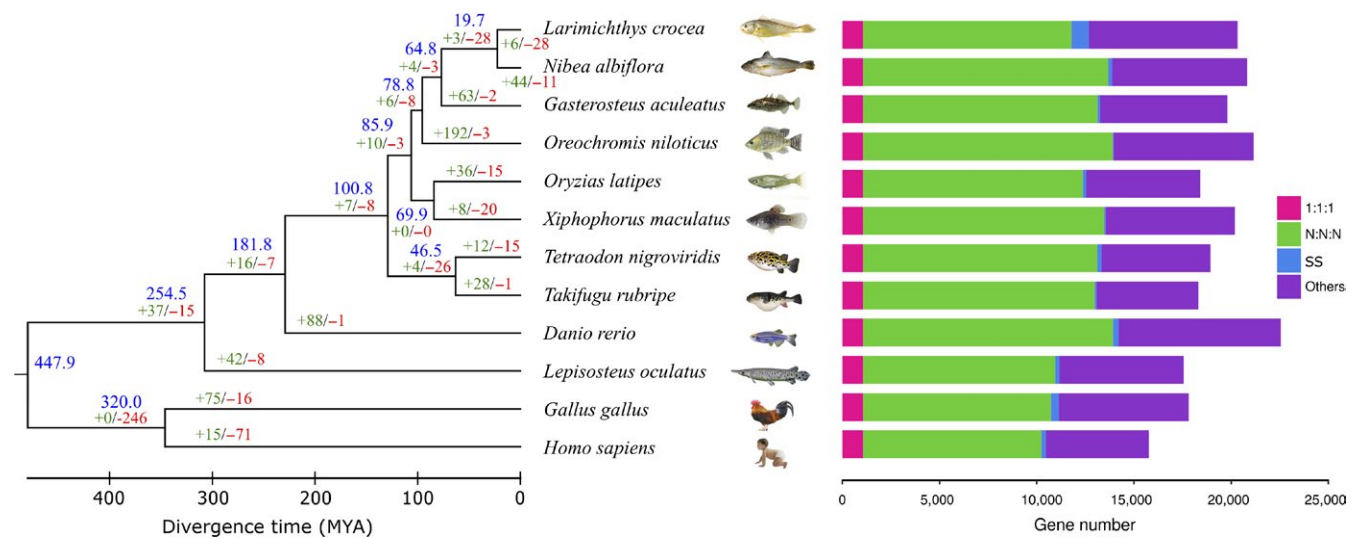 19.7
+3/−28
Larimichthys crocea
+6/−28
64.8
+4/−3
Nibea albiflora
+44/−11
78.8
+6/−8
+63/−2
Gasterosteus aculeatus
85.9
+10/−3
+192/−3
Oreochromis niloticus
+36/−15
Oryzias latipes
100.8
+7/−8
69.9
+0/−0
+8/−20
Xiphophorus maculatus
181.8
+16/−7
46.5
+4/−26
+12/−15
Tetraodon nigroviridis
+28/−1
Takifugu rubripe
254.5
+37/−15
+88/−1
Danio rerio
447.9
+42/−8
Lepisosteus oculatus
320.0
+0/-246
+75/−16
Gallus gallus
+15/−71
Homo sapiens
400 300 200 100 0
Divergence time (MYA)
1:1:1
N:N:N
SS
Others
0 5,000 10,000 15,000 20,000 25,000
Gene number